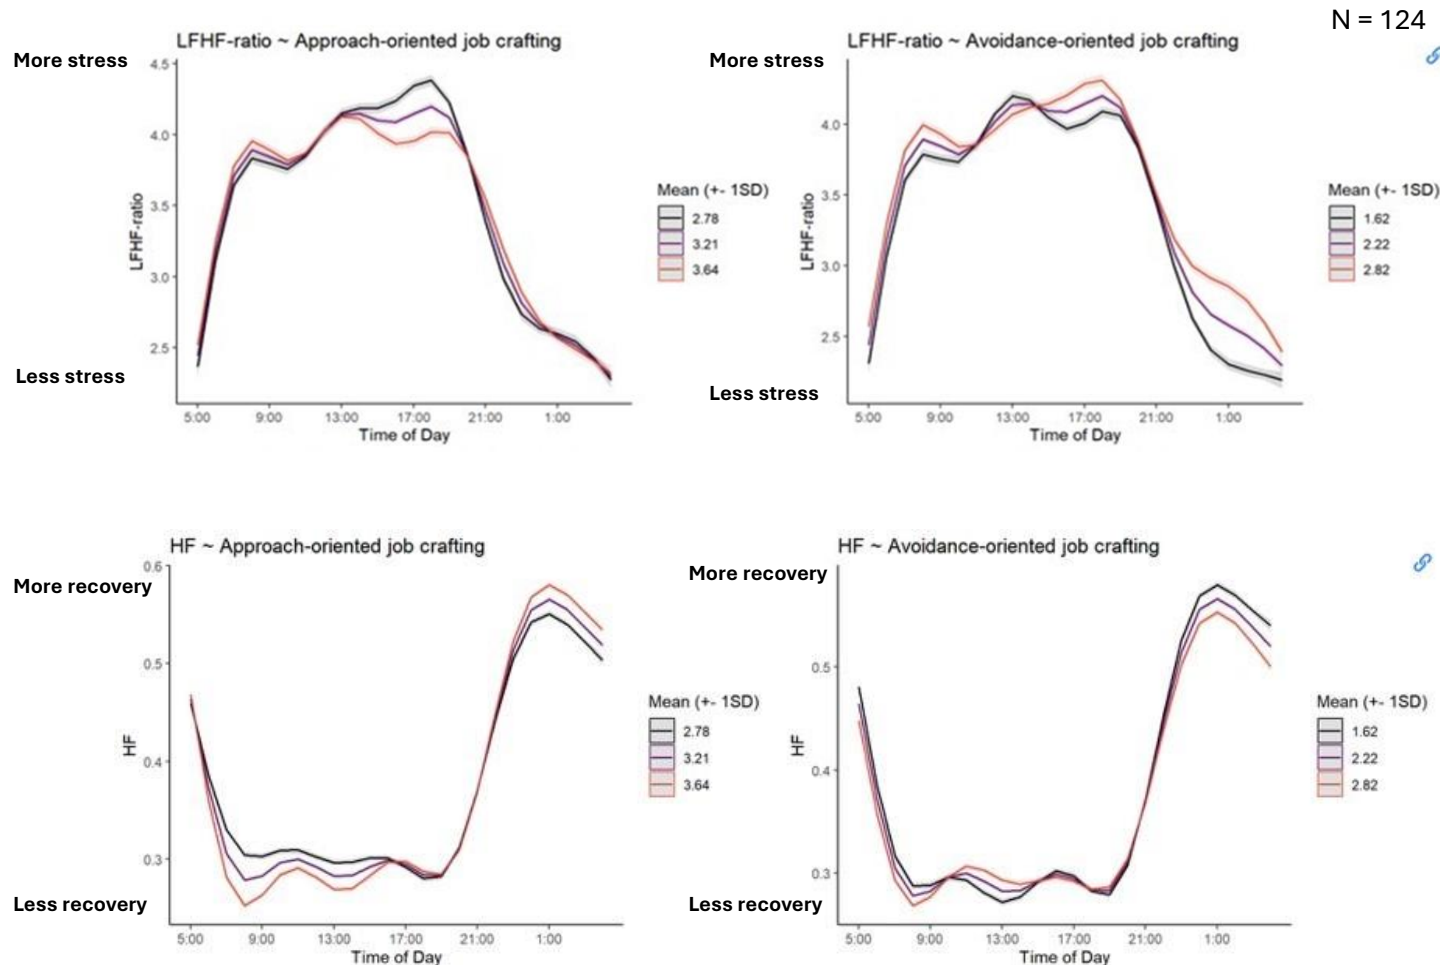 N = 124
LFHF-ratio ~ Approach-oriented job crafting
More stress
4.5
4.0
3.5
3.0
2.5
LFHF-ratio
Less stress
5:00 9:00 13:00 17:00 21:00 1:00
Time of Day
Mean (+- 1SD)
2.78
3.21
3.64
LFHF-ratio ~ Avoidance-oriented job crafting
More stress
4.0
3.5
3.0
2.5
LFHF-ratio
Less stress
5:00 9:00 13:00 17:00 21:00 1:00
Time of Day
Mean (+- 1SD)
1.62
2.22
2.82
HF ~ Approach-oriented job crafting
0.6
More recovery
0.5
0.4
0.3
HF
Less recovery
5:00 9:00 13:00 17:00 21:00 1:00
Time of Day
Mean (+- 1SD)
2.78
3.21
3.64
HF ~ Avoidance-oriented job crafting
More recovery
0.5
0.4
0.3
HF
Less recovery
5:00 9:00 13:00 17:00 21:00 1:00
Time of Day
Mean (+- 1SD)
1.62
2.22
2.82